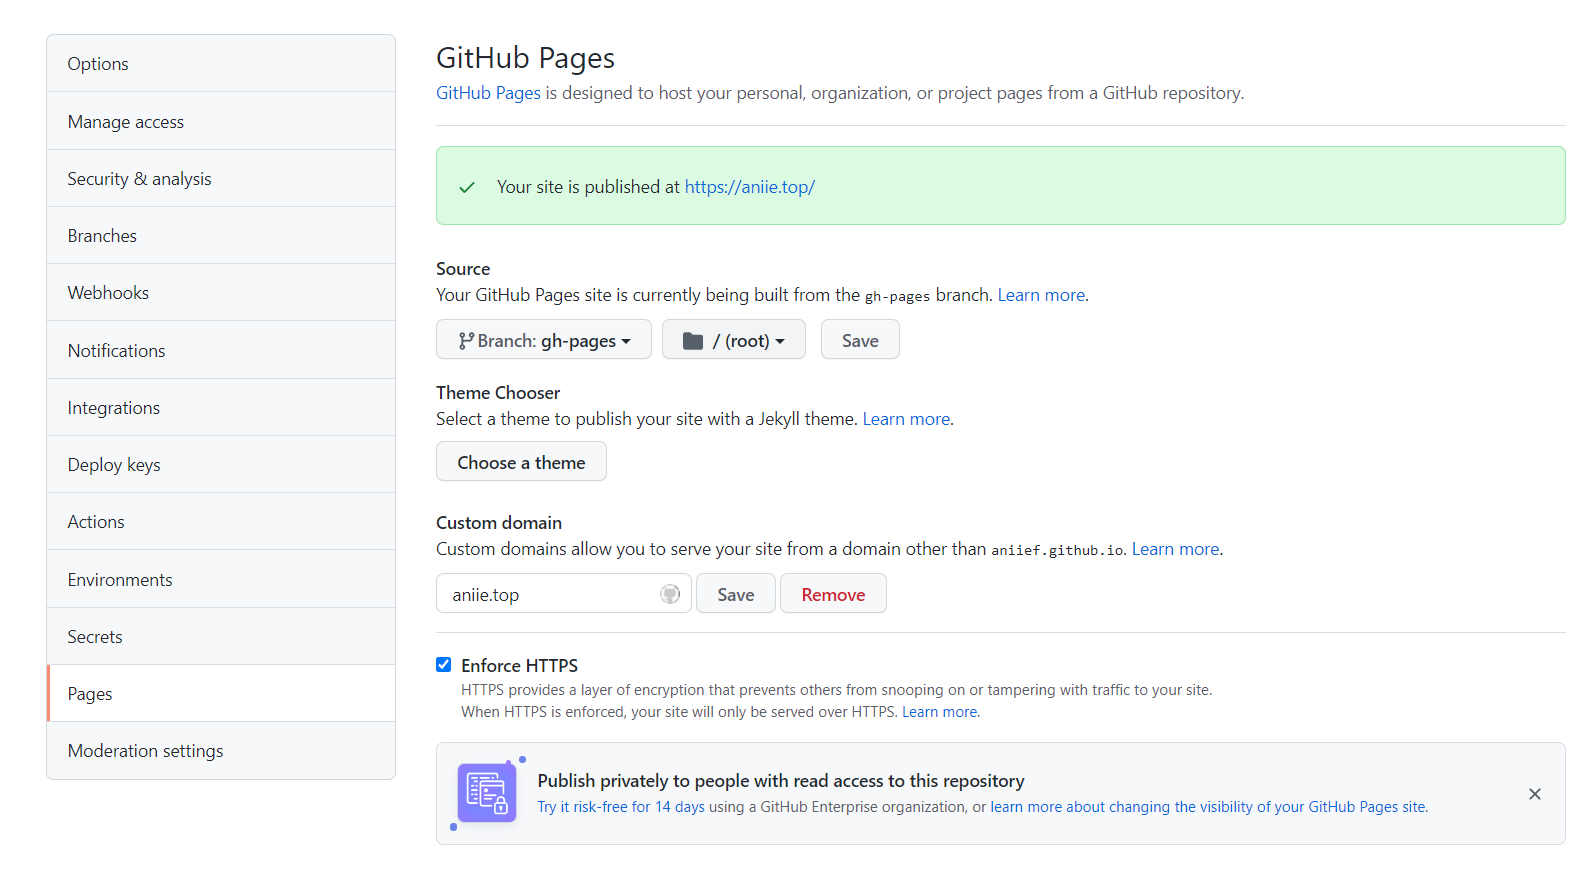 Options
Manage access
Security & analysis
Branches
Webhooks
Notifications
Integrations
Deploy keys
Actions
Environments
Secrets
Pages
Moderation settings
GitHub Pages
GitHub Pages is designed to host your personal, organization, or project pages from a GitHub repository.
Your site is published at https://aniie.top/
Source
Your GitHub Pages site is currently being built from the gh-pages branch. Learn more.
Branch: gh-pages
/ (root)
Save
Theme Chooser
Select a theme to publish your site with a Jekyll theme. Learn more.
Choose a theme
Custom domain
Custom domains allow you to serve your site from a domain other than aniief.github.io. Learn more.
aniie.top
Save
Remove
Enforce HTTPS
HTTPS provides a layer of encryption that prevents others from snooping on or tampering with traffic to your site.
When HTTPS is enforced, your site will only be served over HTTPS. Learn more.
Publish privately to people with read access to this repository
Try it risk-free for 14 days using a GitHub Enterprise organization, or learn more about changing the visibility of your GitHub Pages site.